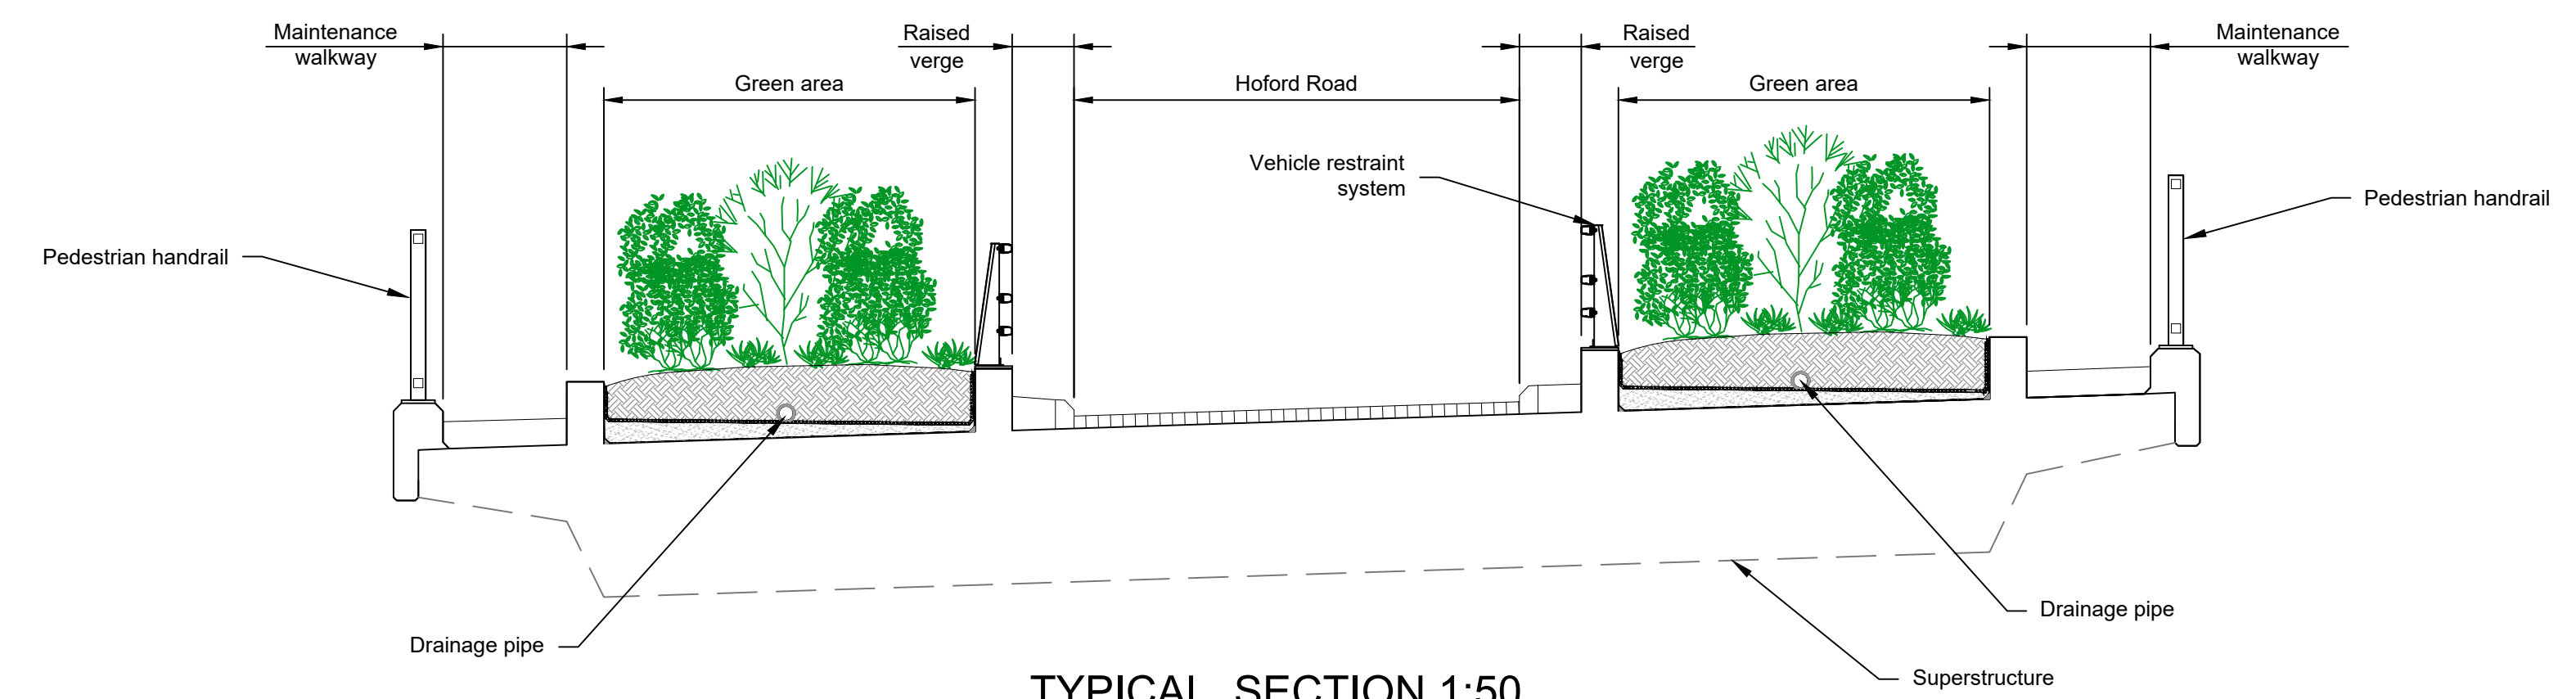 Maintenance
walkway
Raised
verge
Raised
verge
Maintenance
walkway
Green area
Hoford Road
Green area
Vehicle restraint
system
Pedestrian handrail
Pedestrian handrail
Drainage pipe
Drainage pipe
Superstructure
TYPICAL SECTION 1:50